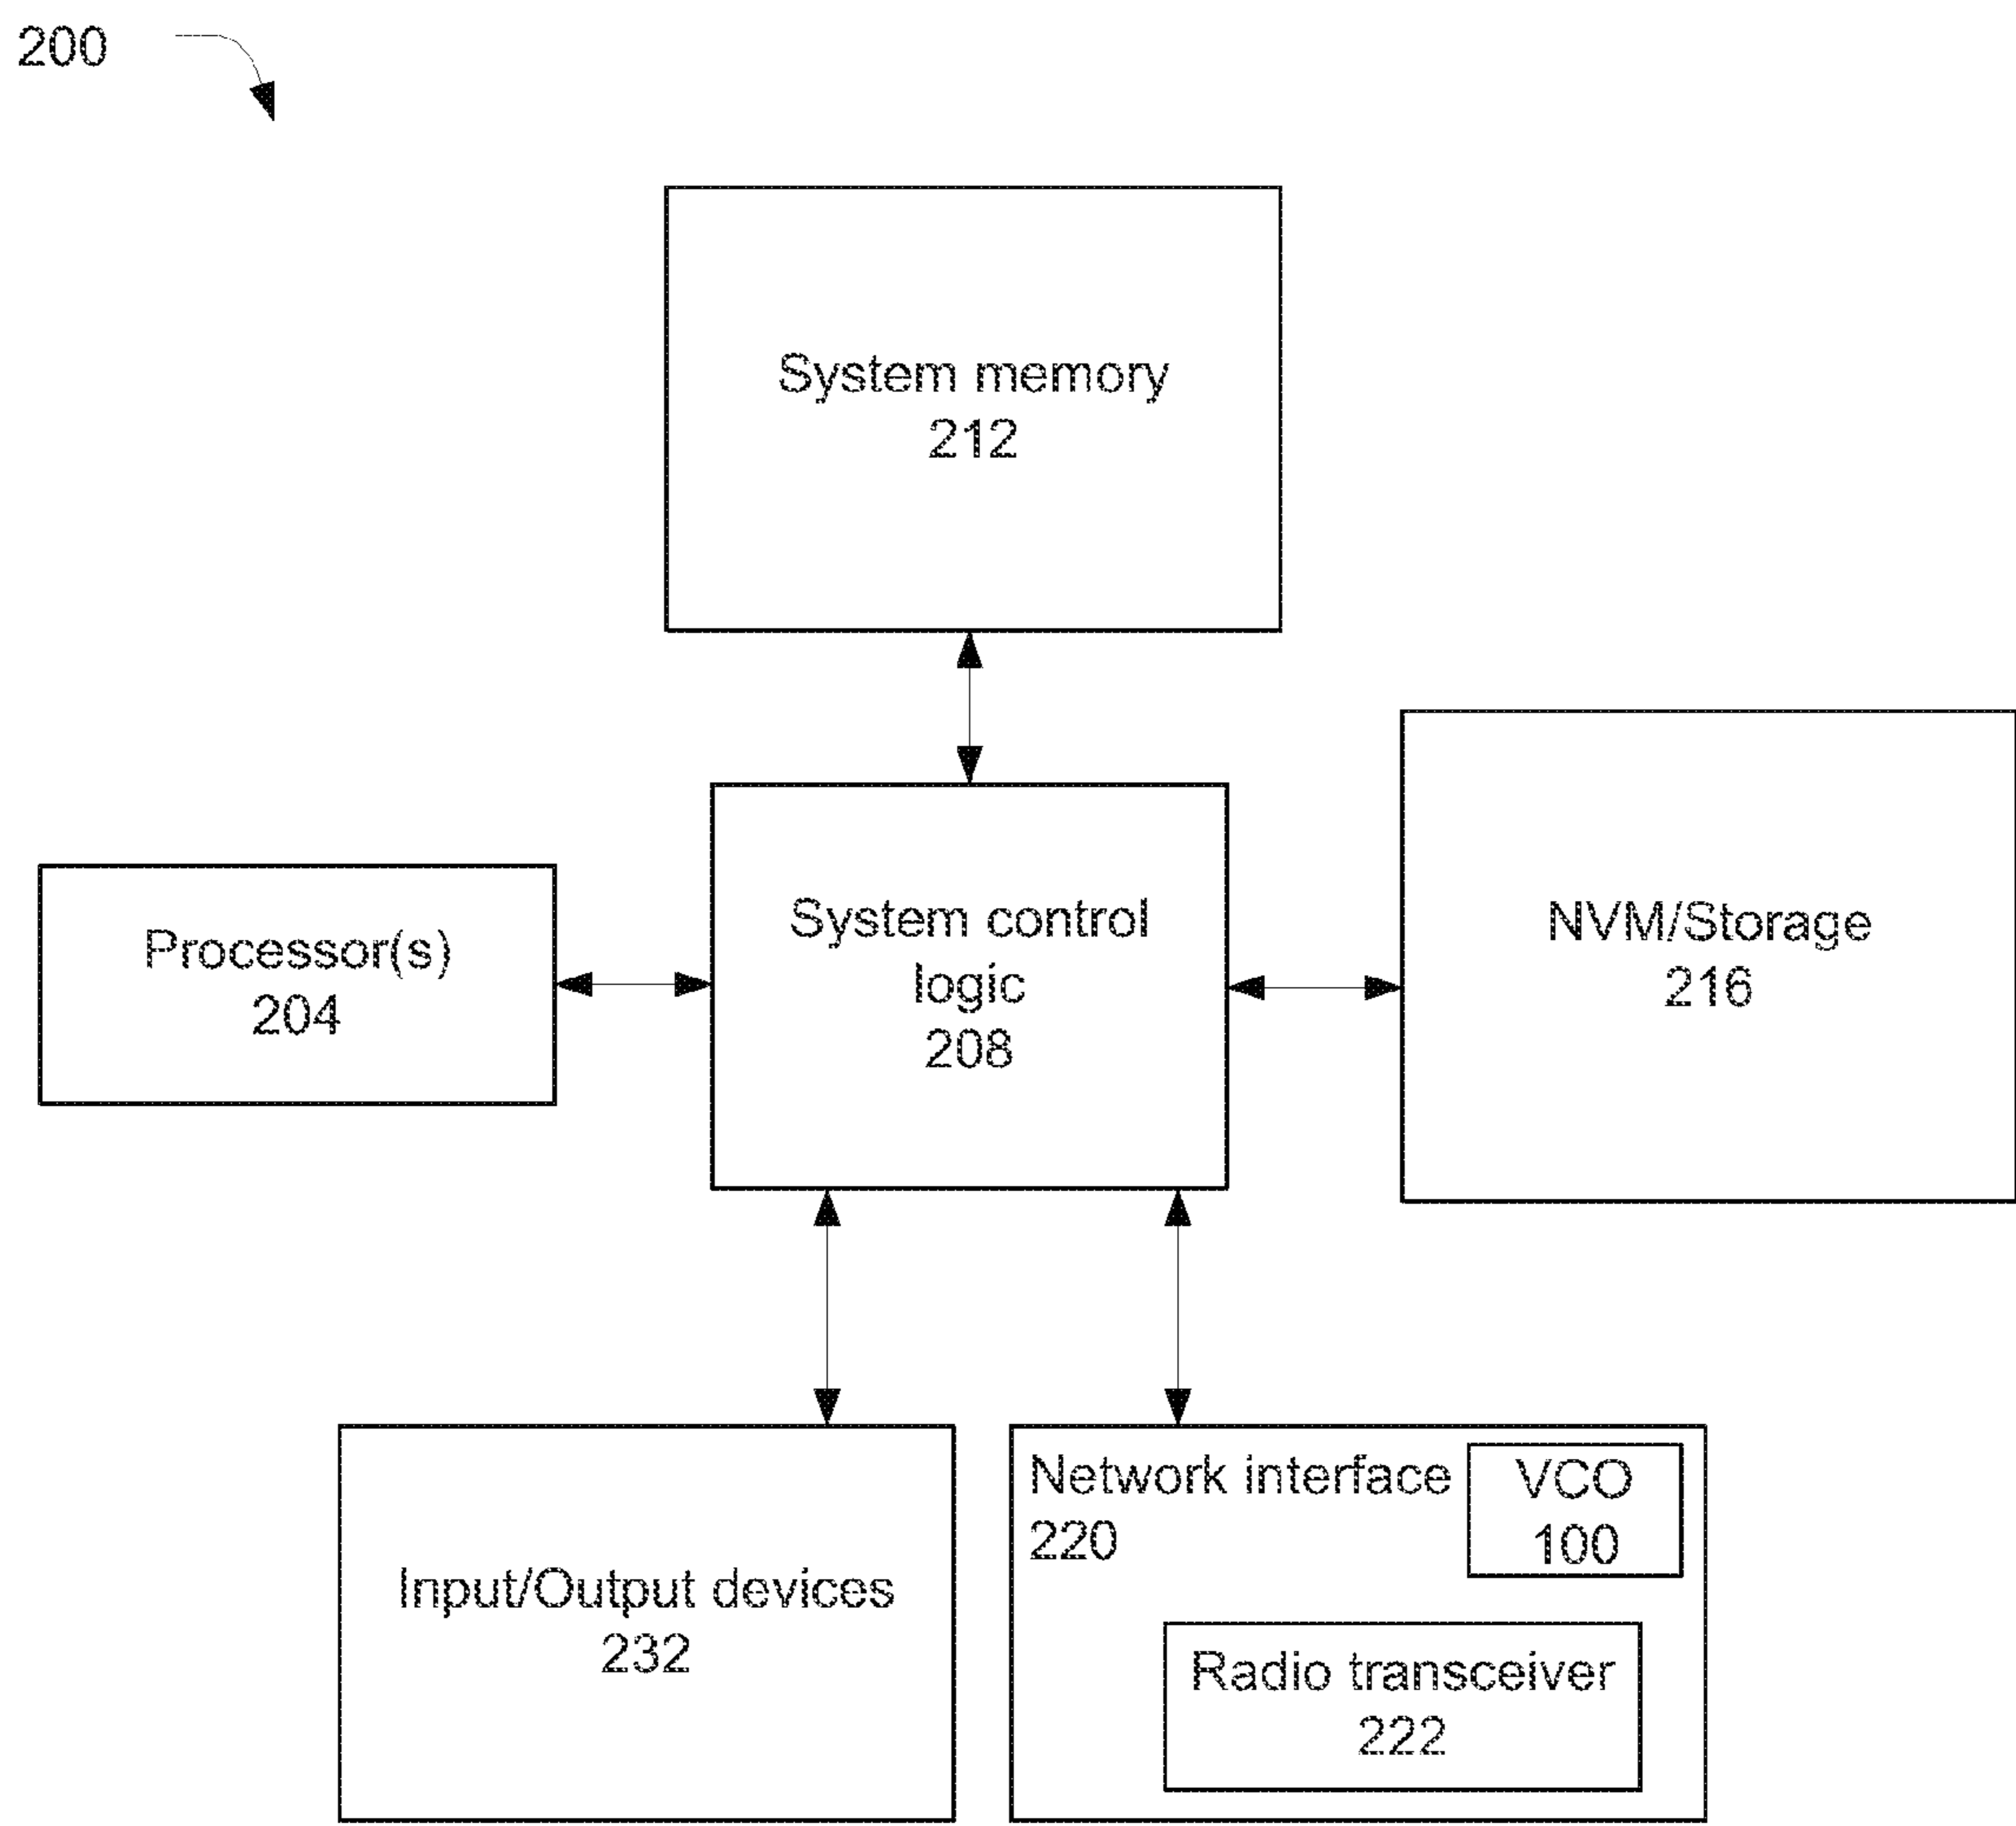 200
System memory
212
Processor(s)
204
System control
logic
208
NVM/Storage
216
Input/Output devices
232
Network interface
220
VCO
100
Radio transceiver
222